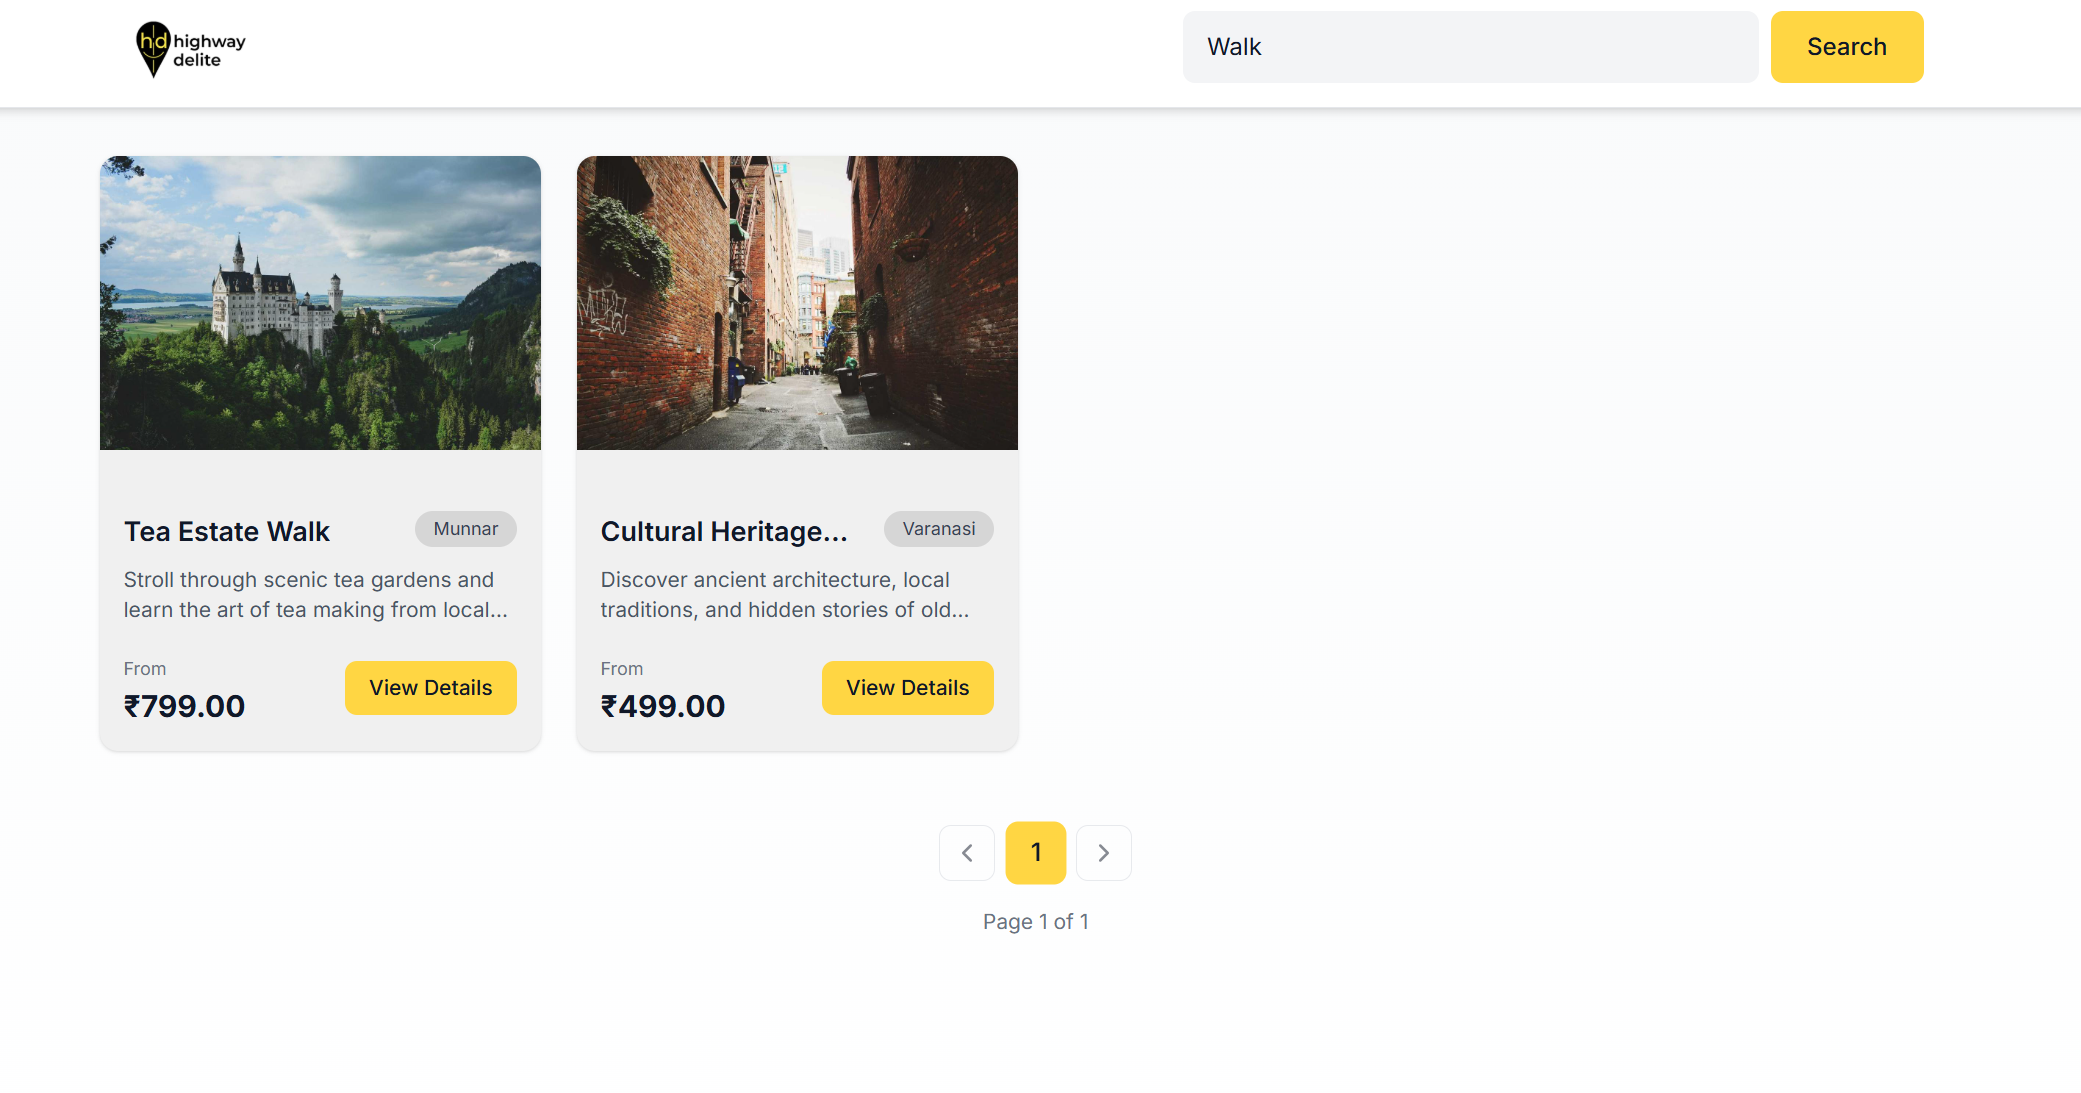 hd highway
delite
Walk
Search
12
Tea Estate Walk
Munnar
Stroll through scenic tea gardens and
learn the art of tea making from local...
From
₹799.00
View Details
Cultural Heritage...
Varanasi
Discover ancient architecture, local
traditions, and hidden stories of old...
From
₹499.00
View Details
1
Page 1 of 1